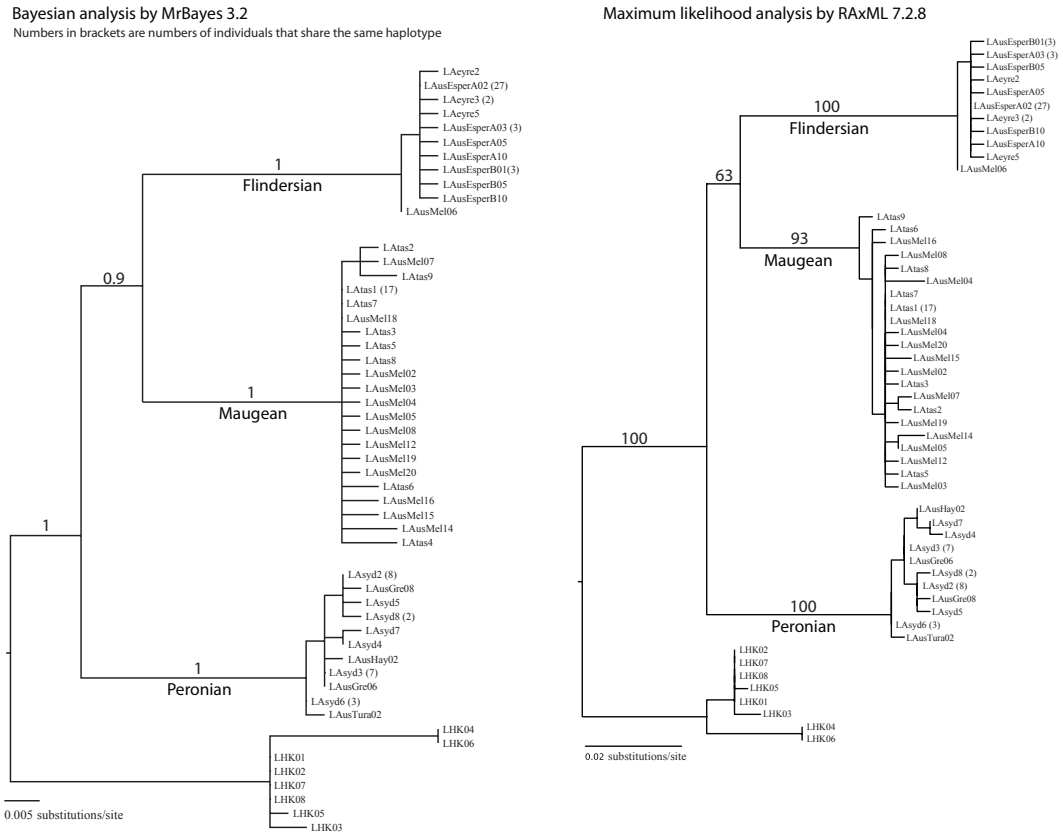 Bayesian analysis by MrBayes 3.2
Numbers in brackets are numbers of individuals that share the same haplotype
LAeyre2
LAusEsperA02 (27)
LAeyre3 (2)
LAeyre5
LAusEsperA03 (3)
LAusEsperA05
LAusEsperA10
LAusEsperB01(3)
LAusEsperB05
LAusEsperB10
LAusMel06
1
Flindersian
0.9
LAtas2
LAusMel07
LAtas9
LAtas1 (17)
LAtas7
LAusMel18
LAtas3
LAtas5
LAtas8
LAusMel02
LAusMel03
LAusMel04
LAusMel05
LAusMel08
LAusMel12
LAusMel19
LAusMel20
LAtas6
LAusMel16
LAusMel15
LAusMel14
LAtas4
1
Maugean
1
LAsyd2 (8)
LAusGre08
LAsyd5
LAsyd8 (2)
LAsyd7
LAsyd4
LAusHay02
LAsyd3 (7)
LAusGre06
LAsyd6 (3)
LAusTura02
1
Peronian
LHK04
LHK06
LHK01
LHK02
LHK07
LHK08
LHK05
LHK03
0.005 substitutions/site
Maximum likelihood analysis by RAxML 7.2.8
LAusEsperB01(3)
LAusEsperA03 (3)
LAusEsperB05
LAeyre2
LAusEsperA05
LAusEsperA02 (27)
LAeyre3 (2)
LAusEsperB10
LAusEsperA10
LAeyre5
LAusMel06
100
Flindersian
63
LAtas9
LAtas6
LAusMel16
LAusMel08
LAtas8
LAusMel04
LAtas7
LAtas1 (17)
LAusMel18
LAusMel04
LAusMel20
LAusMel15
LAusMel02
LAtas3
LAusMel07
LAtas2
LAusMel19
LAusMel14
LAusMel05
LAusMel12
LAtas5
LAusMel03
93
Maugean
100
LAusHay02
LAsyd7
LAsyd4
LAsyd3 (7)
LAusGre06
LAsyd8 (2)
LAsyd2 (8)
LAusGre08
LAsyd5
LAsyd6 (3)
LAusTura02
100
Peronian
LHK02
LHK07
LHK08
LHK05
LHK01
LHK03
LHK04
LHK06
0.02 substitutions/site